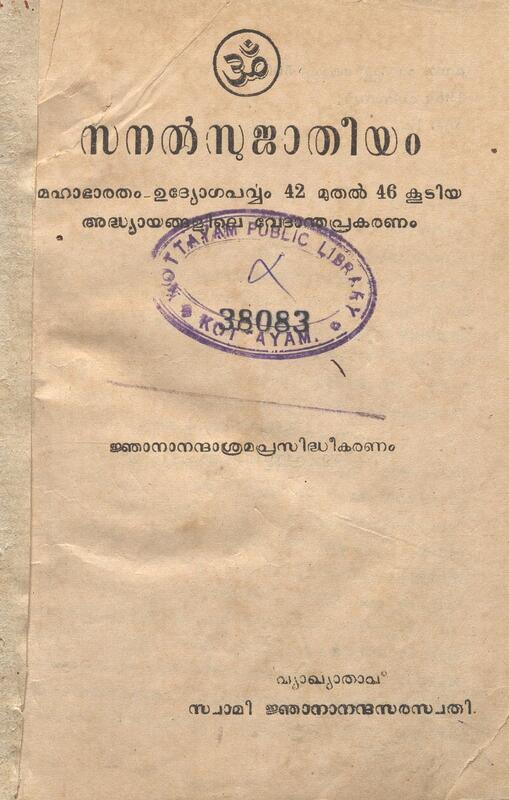 ॐ
സനൽസുജാതീയം
മഹാഭാരതം-ഉദ്യോഗപർവ്വം 42 മുതൽ 46 കൂടിയ
അദ്ധ്യായങ്ങളിലെ വേദാന്തപ്രകരണം
KOTTAYAM PUBLIC LIBRARY
38083
KOTTAYAM.
ജ്ഞാനാനന്ദാശ്രമപ്രസിദ്ധീകരണം
വ്യാഖ്യാതാവ്
സ്വാമി ജ്ഞാനാനന്ദസരസ്വതി.